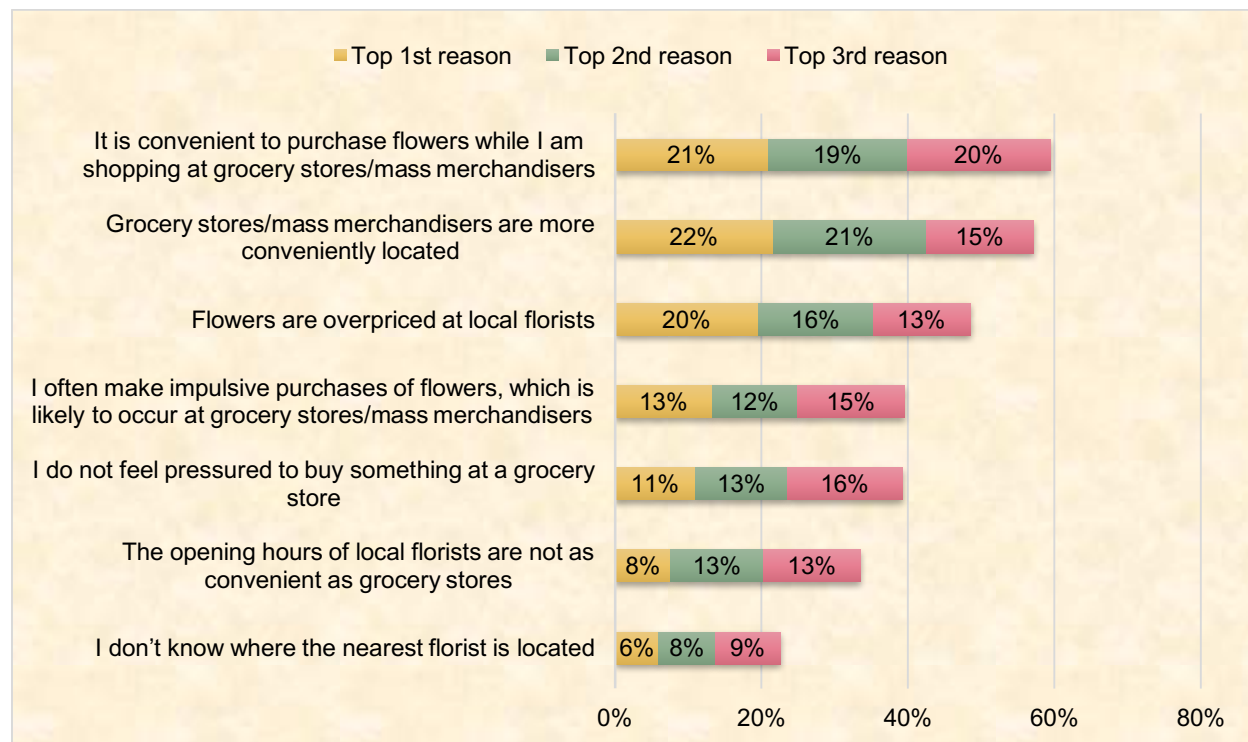 Top 1st reason Top 2nd reason Top 3rd reason
It is convenient to purchase flowers while I am
shopping at grocery stores/mass merchandisers
21% 19% 20%
Grocery stores/mass merchandisers are more
conveniently located
22% 21% 15%
Flowers are overpriced at local florists
20% 16% 13%
I often make impulsive purchases of flowers, which is
likely to occur at grocery stores/mass merchandisers
13% 12% 15%
I do not feel pressured to buy something at a grocery
store
11% 13% 16%
The opening hours of local florists are not as
convenient as grocery stores
8% 13% 13%
I don’t know where the nearest florist is located
6% 8% 9%
0% 20% 40% 60% 80%